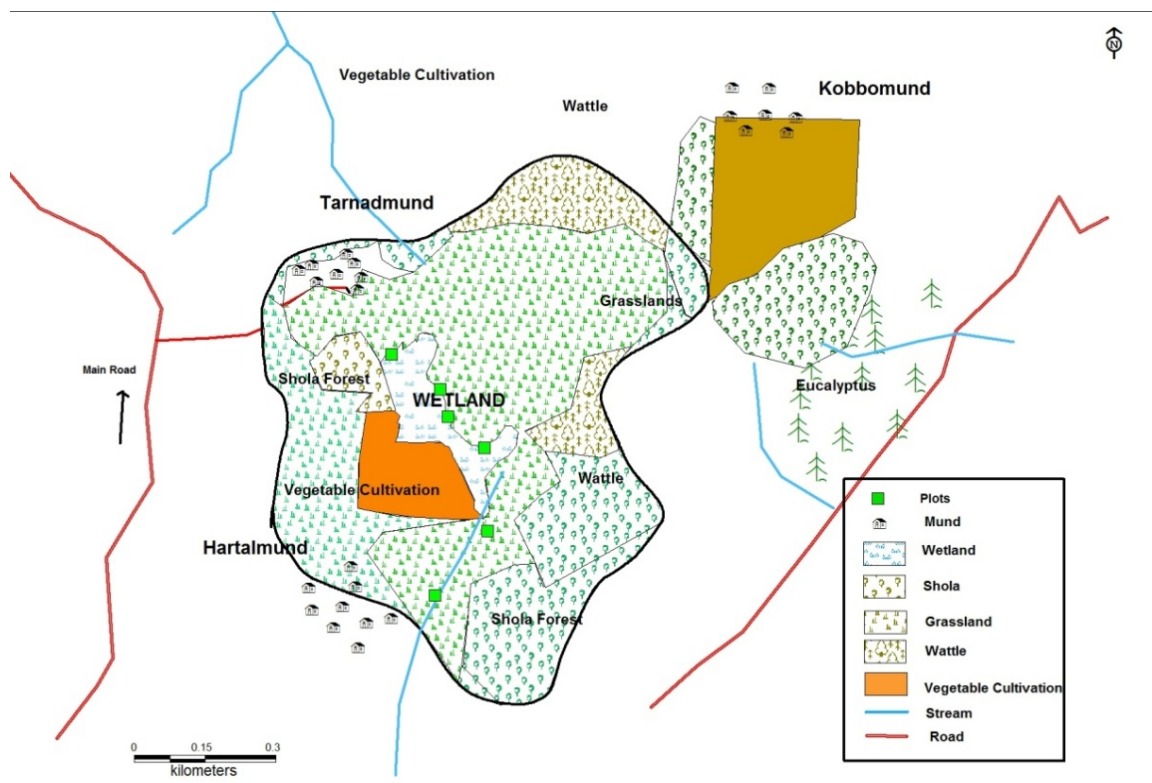 N
Vegetable Cultivation
Kobbomund
Wattle
Tarnadmund
Grasslands
Main Road
Shola Forest
WETLAND
Eucalyptus
Vegetable Cultivation
Wattle
Hartalmund
Shola Forest
Plots
Mund
Wetland
Shola
Grassland
Wattle
Vegetable Cultivation
Stream
Road
0 0.15 0.3
kilometers